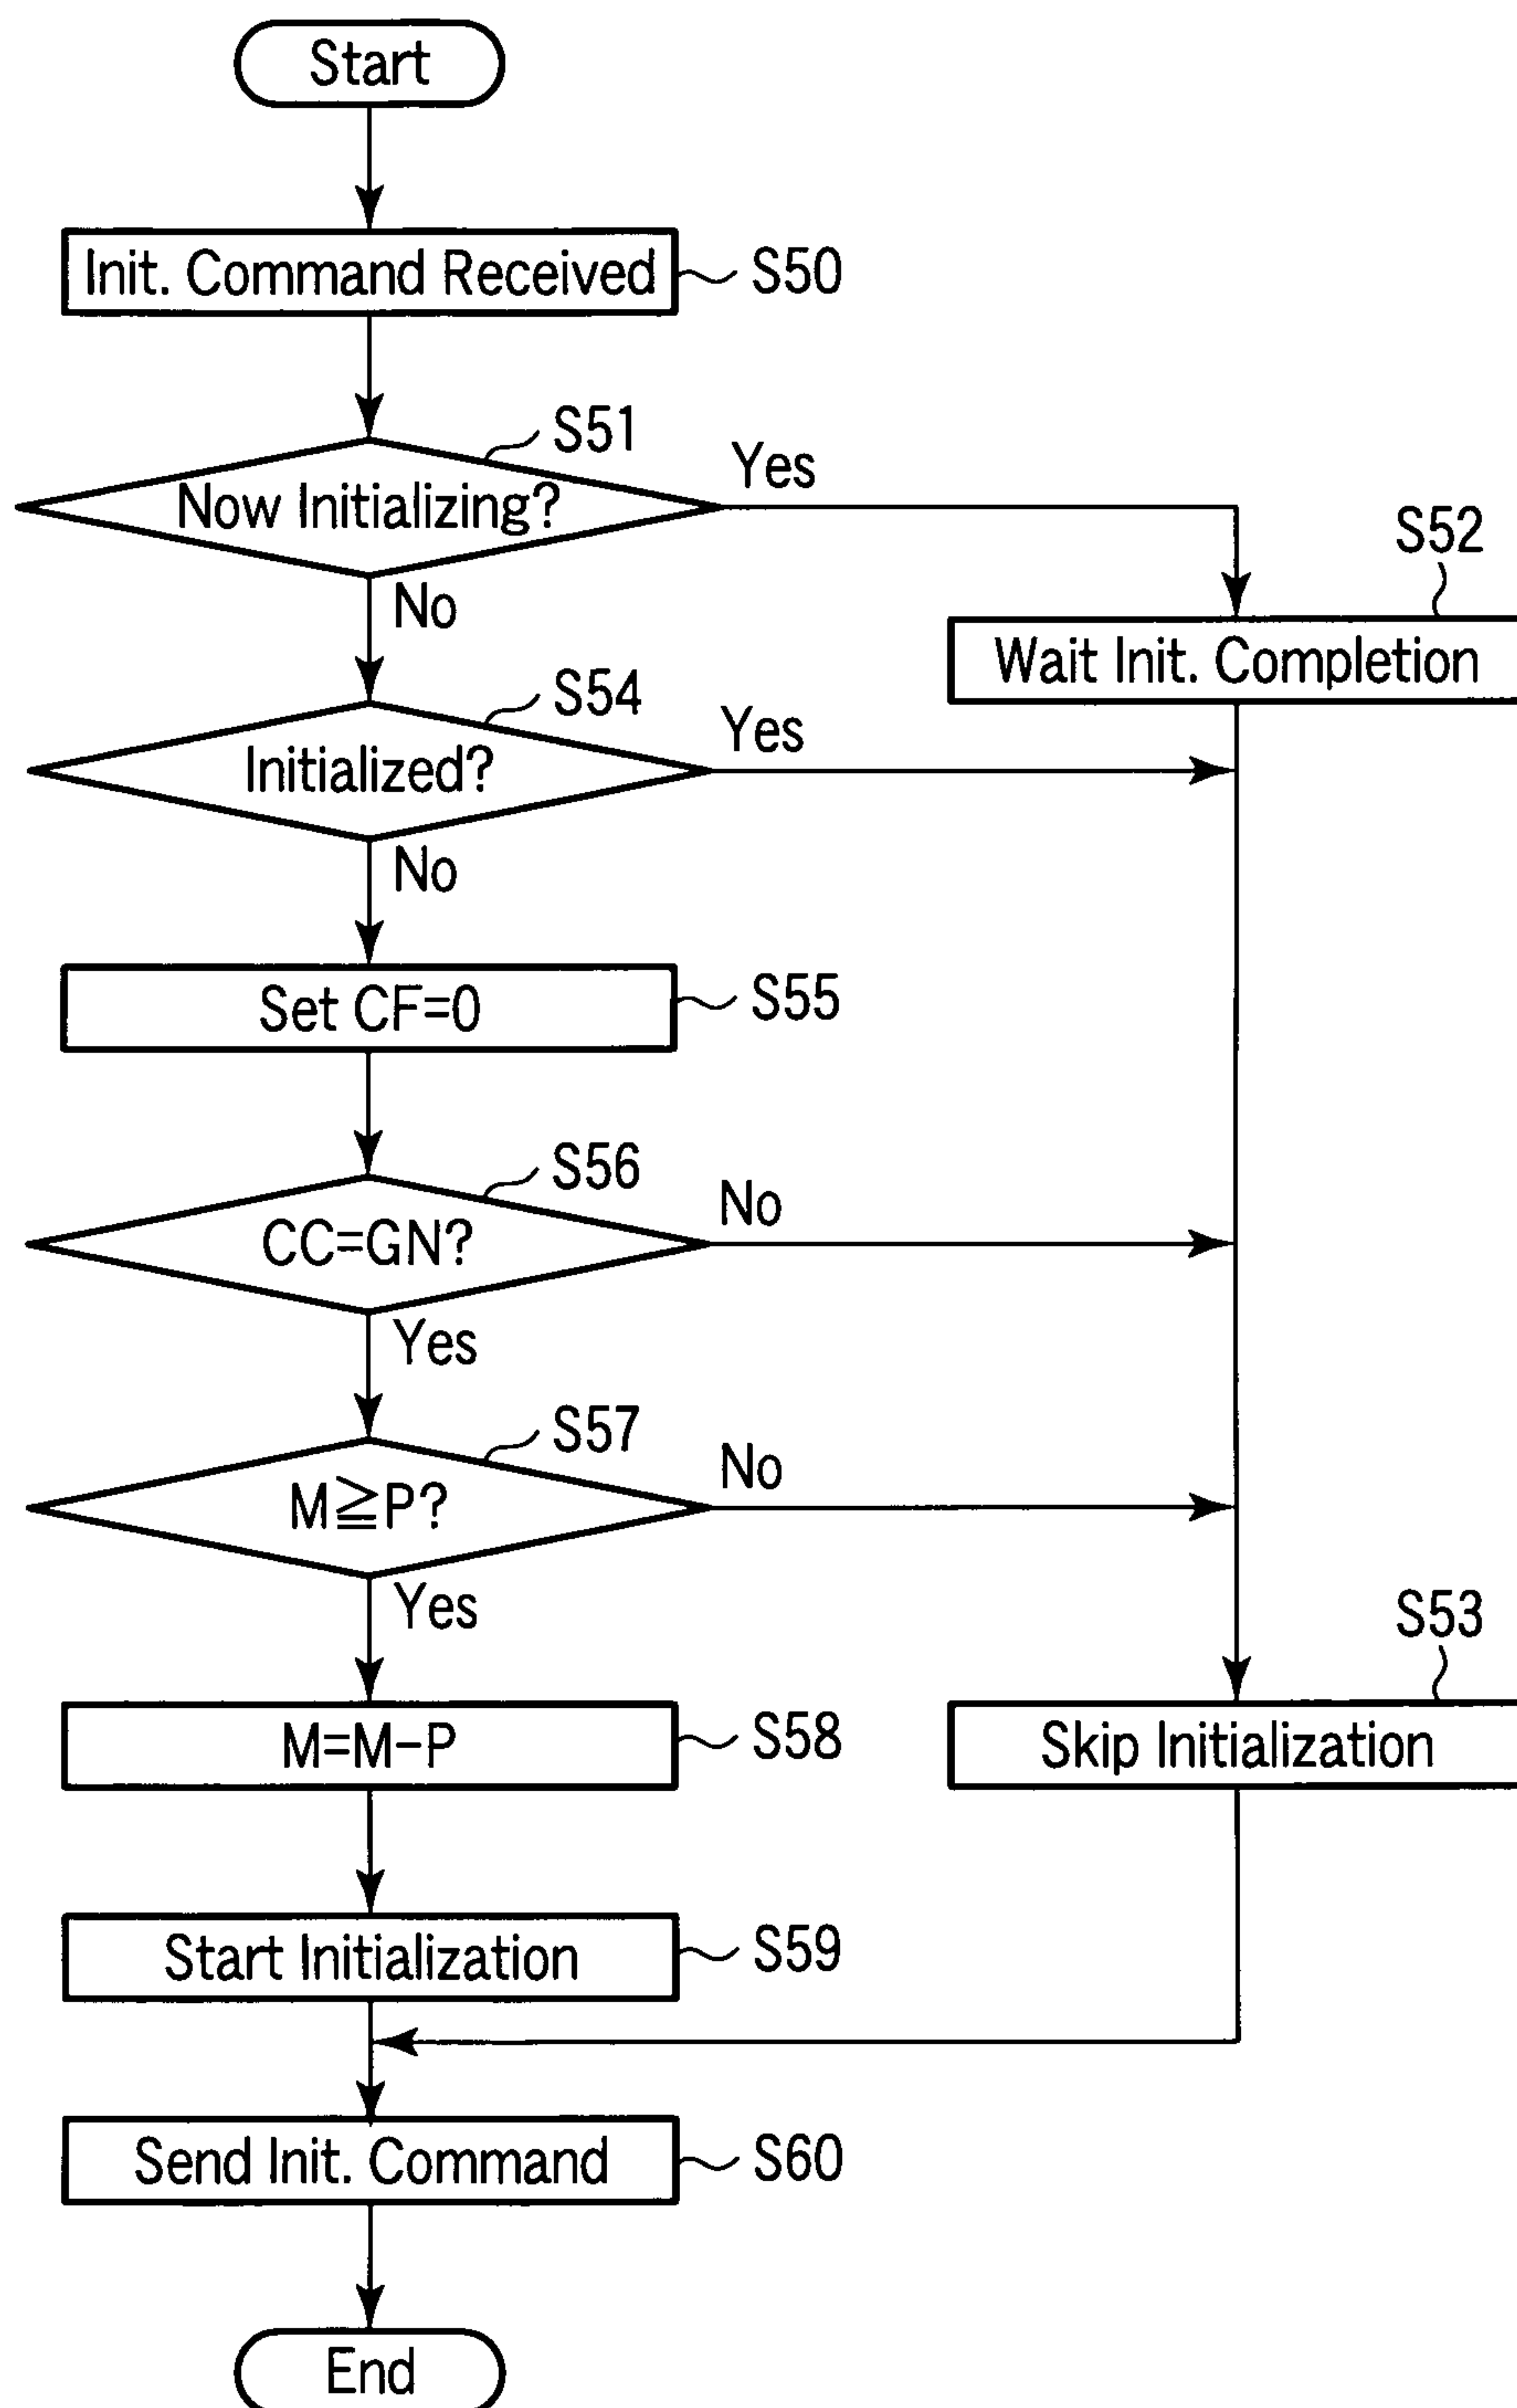 Start
Init. Command Received
S50
S51
Now Initializing?
Yes
No
S52
Wait Init. Completion
S54
Initialized?
Yes
No
Set CF=0
S55
S56
CC=GN?
No
Yes
S57
M≧P?
No
Yes
S53
M=M-P
S58
Skip Initialization
Start Initialization
S59
Send Init. Command
S60
End